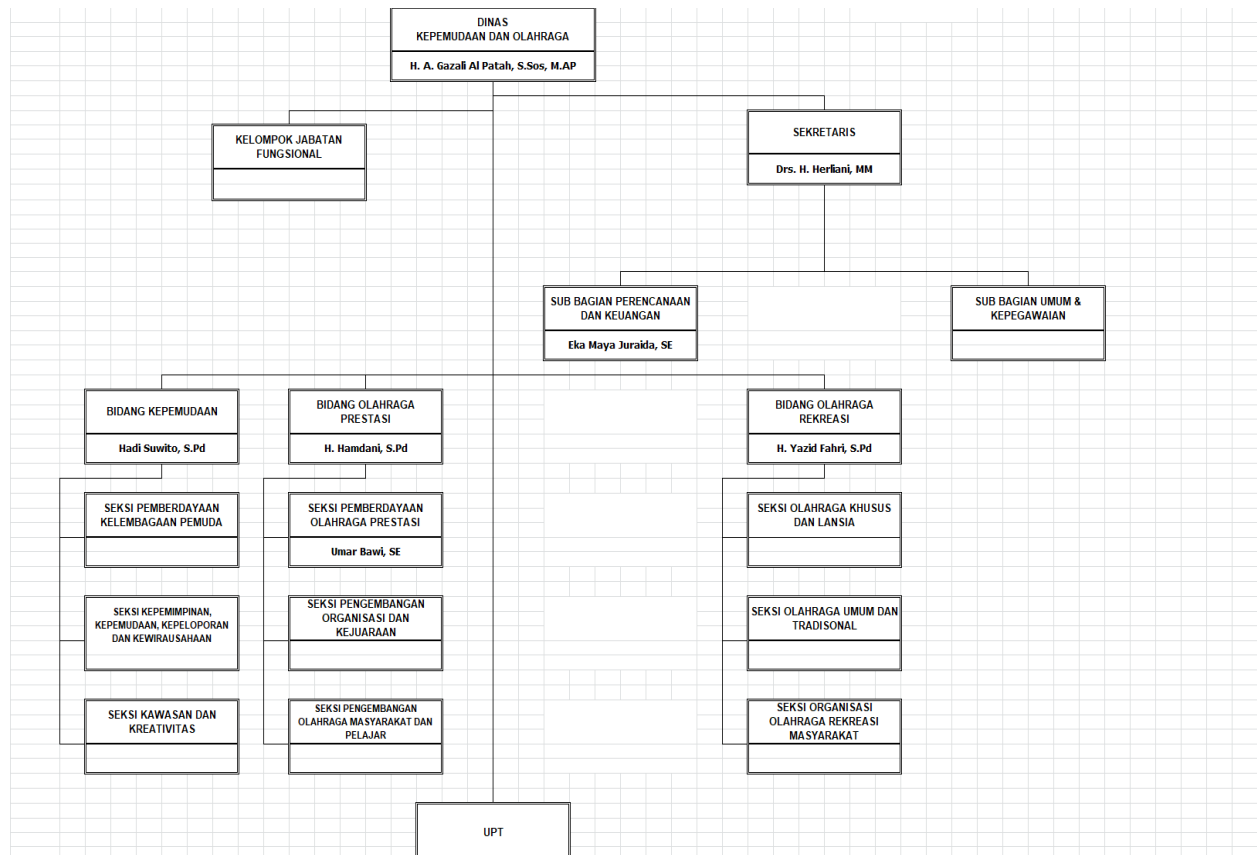 DINAS
KEPEMUDAAN DAN OLAHRAGA
H. A. Gazali Al Patah, S.Sos, M.AP
KELOMPOK JABATAN
FUNGSIONAL
SEKRETARIS
Drs. H. Herliani, MM
SUB BAGIAN PERENCANAAN
DAN KEUANGAN
Eka Maya Juraida, SE
SUB BAGIAN UMUM &
KEPEGAWAIAN
BIDANG KEPEMUDAAN
Hadi Suwito, S.Pd
BIDANG OLAHRAGA
PRESTASI
H. Hamdani, S.Pd
BIDANG OLAHRAGA
REKREASI
H. Yazid Fahri, S.Pd
SEKSI PEMBERDAYAAN
KELEMBAGAAN PEMUDA
SEKSI PEMBERDAYAAN
OLAHRAGA PRESTASI
Umar Bawi, SE
SEKSI OLAHRAGA KHUSUS
DAN LANSIA
SEKSI KEPEMIMPINAN,
KEPEMUDAAN, KEPELOPORAN
DAN KEWIRAUSAHAAN
SEKSI PENGEMBANGAN
ORGANISASI DAN
KEJUARAAN
SEKSI OLAHRAGA UMUM DAN
TRADISONAL
SEKSI KAWASAN DAN
KREATIVITAS
SEKSI PENGEMBANGAN
OLAHRAGA MASYARAKAT DAN
PELAJAR
SEKSI ORGANISASI
OLAHRAGA REKREASI
MASYARAKAT
UPT